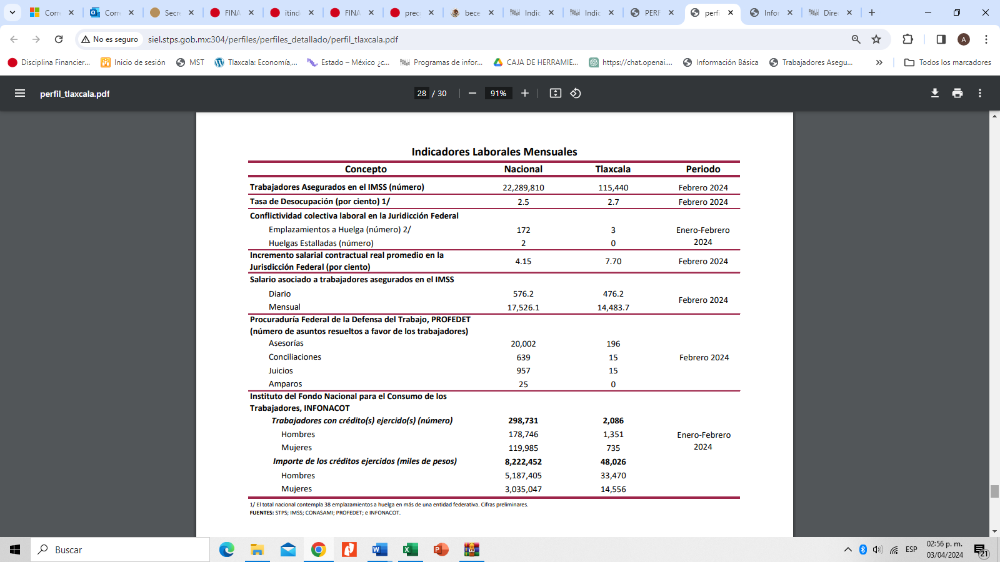 Corre
Corre
Secre
FINA
itind
FINA
prec
bece
Indic
Indic
PERF
perfi
Infor
Dire
No es seguro
siel.stps.gob.mx:304/perfiles/perfiles_detallado/perfil_tlaxcala.pdf
A
Disciplina Financier...
Inicio de sesión
MST
Tlaxcala: Economía,...
Estado – México ¿c...
Programas de infor...
CAJA DE HERRAMIE...
https://chat.openai....
Información Básica
Trabajadores Asegu...
Todos los marcadores
perfil_tlaxcala.pdf
28 / 30
91%
Indicadores Laborales Mensuales
Concepto Nacional Tlaxcala Periodo
Trabajadores Asegurados en el IMSS (número) 22,289,810 115,440 Febrero 2024
Tasa de Desocupación (por ciento) 1/ 2.5 2.7 Febrero 2024
Conflictividad colectiva laboral en la Juridicción Federal
Emplazamientos a Huelga (número) 2/ 172 3 Enero-Febrero
Huelgas Estalladas (número) 2 0 2024
Incremento salarial contractual real promedio en la
Jurisdicción Federal (por ciento) 4.15 7.70 Febrero 2024
Salario asociado a trabajadores asegurados en el IMSS
Diario 576.2 476.2 Febrero 2024
Mensual 17,526.1 14,483.7
Procuraduría Federal de la Defensa del Trabajo, PROFEDET
(número de asuntos resueltos a favor de los trabajadores)
Asesorías 20,002 196
Conciliaciones 639 15 Febrero 2024
Juicios 957 15
Amparos 25 0
Instituto del Fondo Nacional para el Consumo de los
Trabajadores, INFONACOT
Trabajadores con crédito(s) ejercido(s) (número) 298,731 2,086
Hombres 178,746 1,351 Enero-Febrero
Mujeres 119,985 735 2024
Importe de los créditos ejercidos (miles de pesos) 8,222,452 48,026
Hombres 5,187,405 33,470
Mujeres 3,035,047 14,556
1/ El total nacional contempla 38 emplazamientos a huelga en más de una entidad federativa. Cifras preliminares.
FUENTES: STPS; IMSS; CONASAMI; PROFEDET; e INFONACOT.
Buscar
ESP
02:56 p. m.
03/04/2024
21